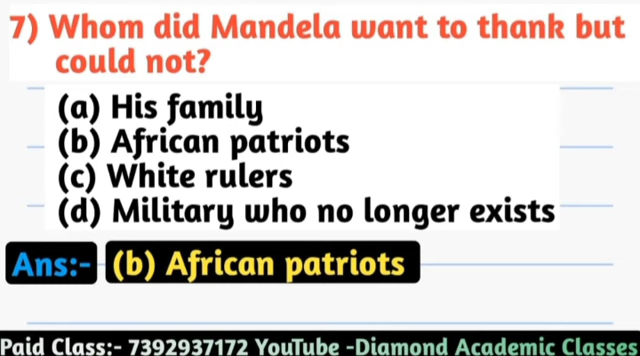 7) Whom did Mandela want to thank but
could not?
(a) His family
(b) African patriots
(c) White rulers
(d) Military who no longer exists
Ans:- (b) African patriots
Paid Class:- 7392937172 YouTube -Diamond Academic Classes